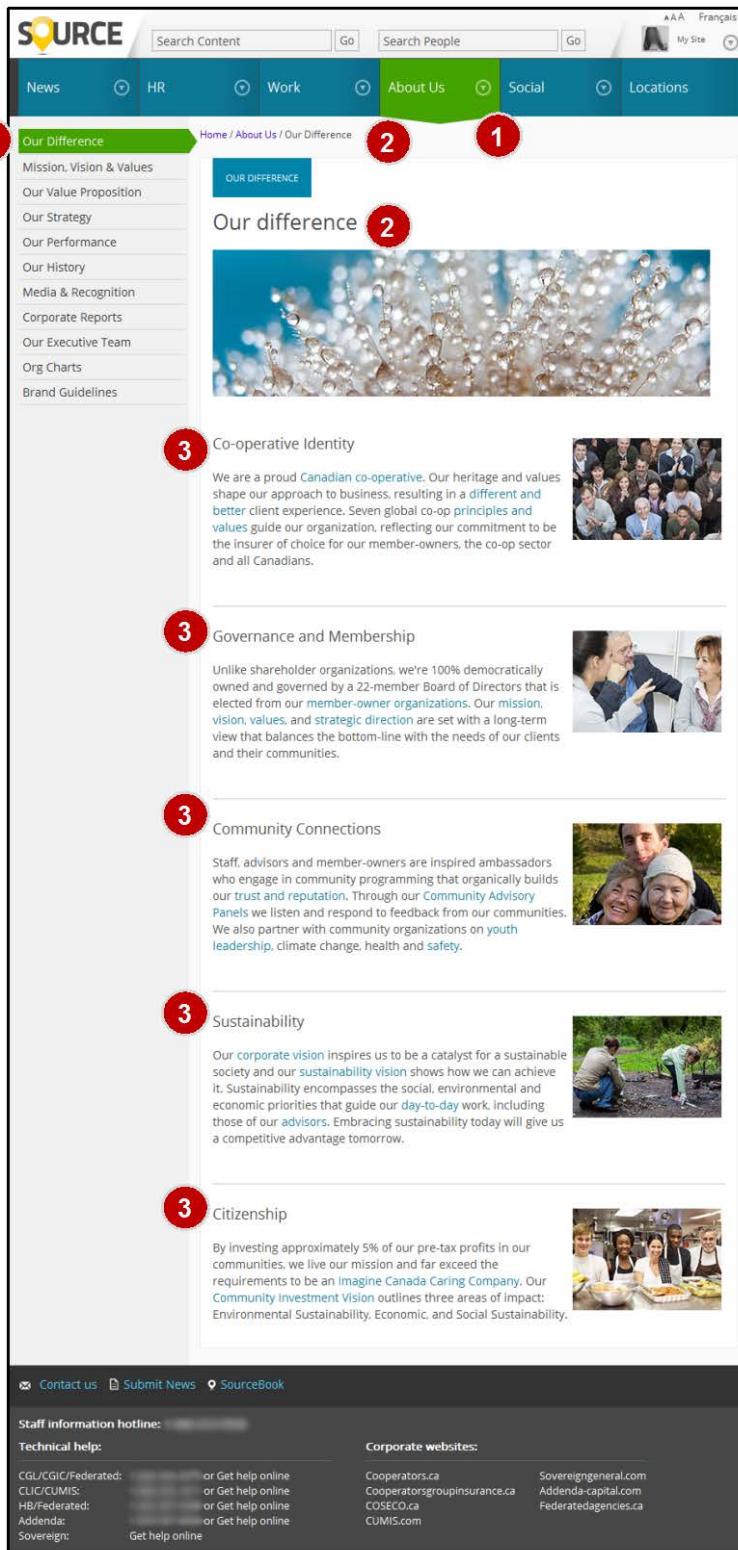 SOURCE
Search Content Go Search People Go
AAA Français
My Site
News HR Work About Us Social Locations
1
Our Difference
Mission, Vision & Values
Our Value Proposition
Our Strategy
Our Performance
Our History
Media & Recognition
Corporate Reports
Our Executive Team
Org Charts
Brand Guidelines
Home / About Us / Our Difference
2
OUR DIFFERENCE
Our difference
2
3
Co-operative Identity
We are a proud Canadian co-operative. Our heritage and values
shape our approach to business, resulting in a different and
better client experience. Seven global co-op principles and
values guide our organization, reflecting our commitment to be
the insurer of choice for our member-owners, the co-op sector
and all Canadians.
3
Governance and Membership
Unlike shareholder organizations, we're 100% democratically
owned and governed by a 22-member Board of Directors that is
elected from our member-owner organizations. Our mission,
vision, values, and strategic direction are set with a long-term
view that balances the bottom-line with the needs of our clients
and their communities.
3
Community Connections
Staff, advisors and member-owners are inspired ambassadors
who engage in community programming that organically builds
our trust and reputation. Through our Community Advisory
Panels we listen and respond to feedback from our communities.
We also partner with community organizations on youth
leadership, climate change, health and safety.
3
Sustainability
Our corporate vision inspires us to be a catalyst for a sustainable
society and our sustainability vision shows how we can achieve
it. Sustainability encompasses the social, environmental and
economic priorities that guide our day-to-day work, including
those of our advisors. Embracing sustainability today will give us
a competitive advantage tomorrow.
3
Citizenship
By investing approximately 5% of our pre-tax profits in our
communities, we live our mission and far exceed the
requirements to be an Imagine Canada Caring Company. Our
Community Investment Vision outlines three areas of impact:
Environmental Sustainability, Economic, and Social Sustainability.
Contact us Submit News SourceBook
Staff information hotline:
Technical help:
CGL/CGIC/Federated: or Get help online
CLIC/CUMIS: or Get help online
HB/Federated: or Get help online
Addenda: or Get help online
Sovereign: Get help online
Corporate websites:
Cooperators.ca
Cooperatorsgroupinsurance.ca
COSECO.ca
CUMIS.com
Sovereigngeneral.com
Addenda-capital.com
Federatedagencies.ca